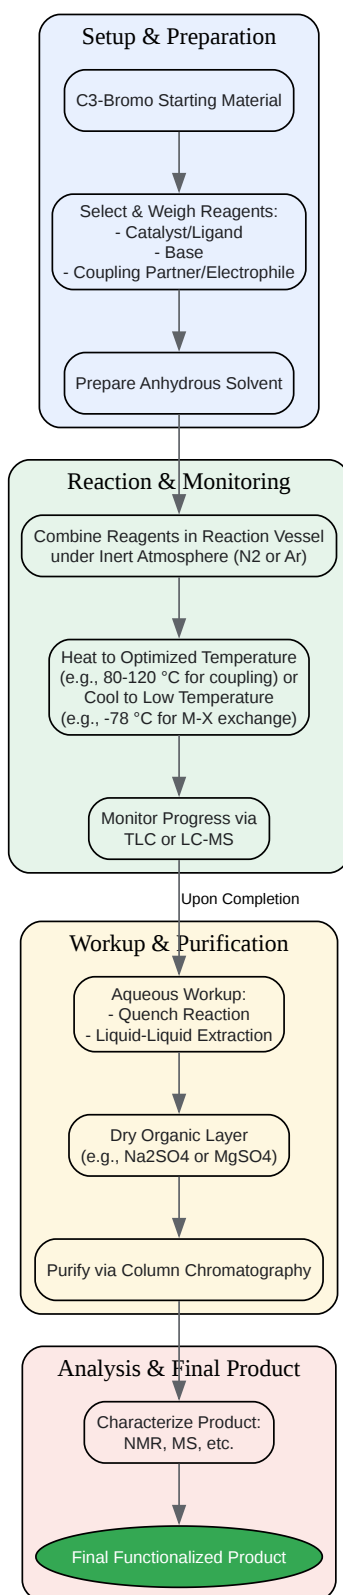 Setup & Preparation
C3-Bromo Starting Material
Select & Weigh Reagents:
- Catalyst/Ligand
- Base
- Coupling Partner/Electrophile
Prepare Anhydrous Solvent
Reaction & Monitoring
Combine Reagents in Reaction Vessel
under Inert Atmosphere (N2 or Ar)
Heat to Optimized Temperature
(e.g., 80-120 °C for coupling) or
Cool to Low Temperature
(e.g., -78 °C for M-X exchange)
Monitor Progress via
TLC or LC-MS
Upon Completion
Workup & Purification
Aqueous Workup:
- Quench Reaction
- Liquid-Liquid Extraction
Dry Organic Layer
(e.g., Na2SO4 or MgSO4)
Purify via Column Chromatography
Analysis & Final Product
Characterize Product:
NMR, MS, etc.
Final Functionalized Product